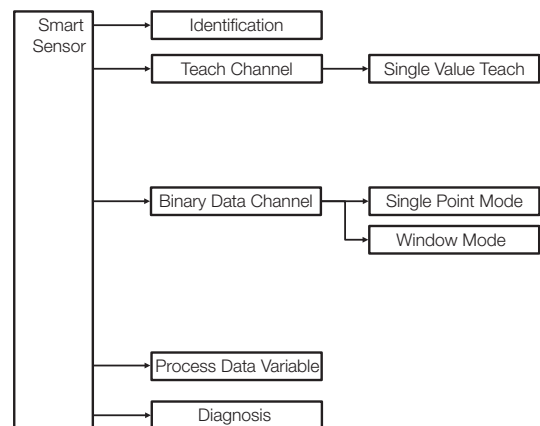 Smart
Sensor
Identification
Teach Channel
Single Value Teach
Binary Data Channel
Single Point Mode
Window Mode
Process Data Variable
Diagnosis